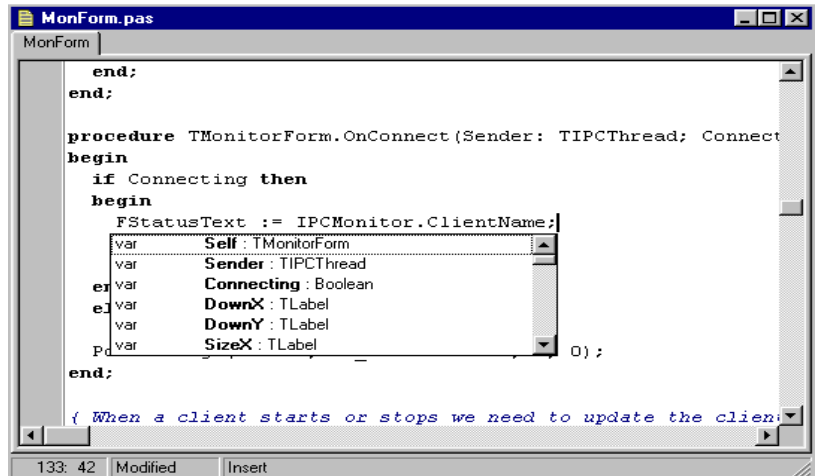 MonForm.pas
MonForm
end;
end;
procedure TMonitorForm.OnConnect(Sender: TIPCThread; Connect
begin
if Connecting then
begin
FStatusText := IPCMonitor.ClientName;
var Self : TMonitorForm
var Sender : TIPCThread
var Connecting : Boolean
var DownX : TLabel
var DownY : TLabel
var SizeX : TLabel
0);
end;
{ When a client starts or stops we need to update the clien
133: 42 Modified Insert